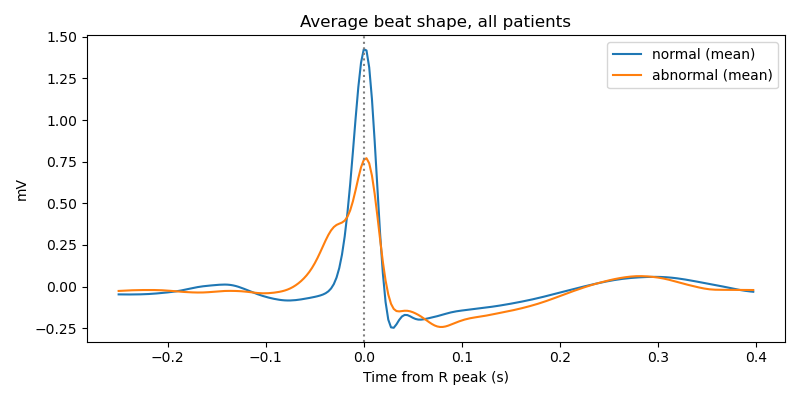 Average beat shape, all patients
normal (mean)
abnormal (mean)
1.50
1.25
1.00
0.75
0.50
0.25
0.00
−0.25
mV
−0.2 −0.1 0.0 0.1 0.2 0.3 0.4
Time from R peak (s)